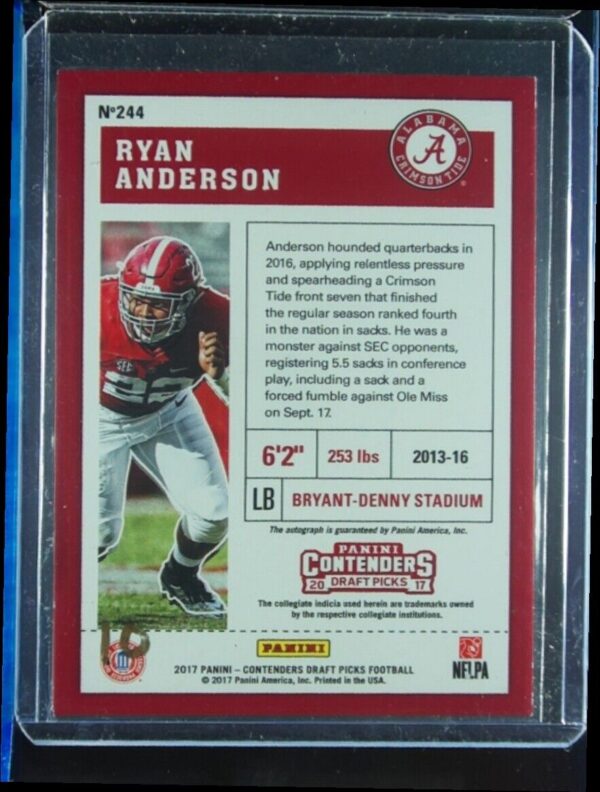 Nº244
RYAN
ANDERSON
ALABAMA
A
CRIMSON TIDE
Anderson hounded quarterbacks in
2016, applying relentless pressure
and spearheading a Crimson
Tide front seven that finished
the regular season ranked fourth
in the nation in sacks. He was a
monster against SEC opponents,
registering 5.5 sacks in conference
play, including a sack and a
forced fumble against Ole Miss
on Sept. 17.
SEC
22
6'2"
253 lbs
2013-16
LB
BRYANT-DENNY STADIUM
The autograph is guaranteed by Panini America, Inc.
PANINI
CONTENDERS
20 DRAFT PICKS 17
The collegiate indicia used herein are trademarks owned
by the respective collegiate institutions.
PANINI
NFLPA
2017 PANINI – CONTENDERS DRAFT PICKS FOOTBALL
© 2017 Panini America, Inc. Printed in the USA.